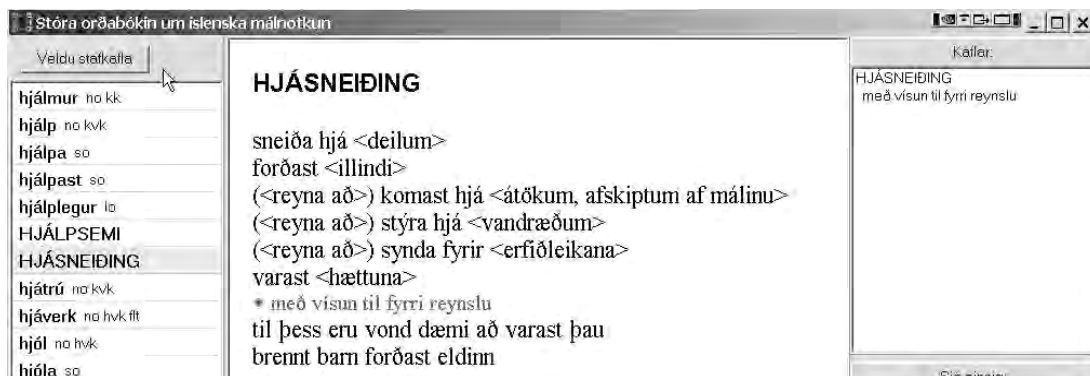 Stóra orðabókin um íslenska málnotkun
Veldu stafkafla
hjálmur no kk
hjálp no kvk
hjálpa so
hjálpast so
hjálplegur lo
HJÁLPSEMI
HJÁSNEIÐING
hjátrú no kvk
hjáverk no hvk flt
hjól no hvk
hjóla so
HJÁSNEIÐING
sneiða hjá <deilum>
forðast <illindi>
(<reyna að>) komast hjá <átökum, afskiptum af málinu>
(<reyna að>) stýra hjá <vandræðum>
(<reyna að>) synda fyrir <erfiðleikana>
varast <hættuna>
* með vísun til fyrri reynslu
til þess eru vond dæmi að varast þau
brennt barn forðast eldinn
Kaflar:
HJÁSNEIÐING
með vísun til fyrri reynslu